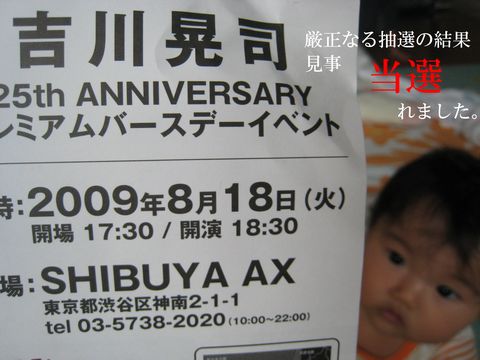 吉川晃司
25th ANNIVERSARY
レミアムバースデーイベント
時:2009年8月18日(火)
開場 17:30 / 開演 18:30
場:SHIBUYA AX
東京都渋谷区神南2-1-1
tel 03-5738-2020 (10:00~22:00)
厳正なる抽選の結果
見事
当選
れました。